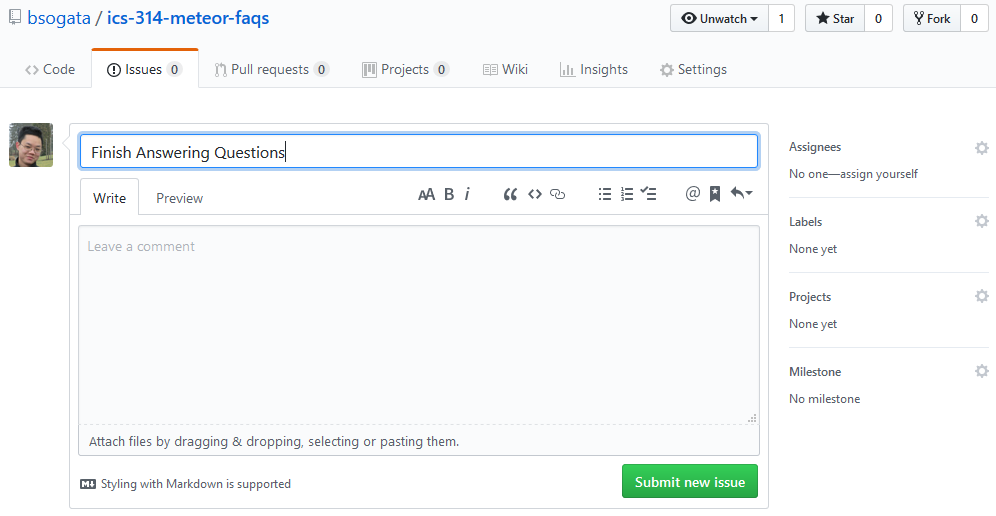 bsogata / ics-314-meteor-faqs Unwatch 1 Star 0 Fork 0
Code Issues 0 Pull requests 0 Projects 0 Wiki Insights Settings
Finish Answering Questions
Write Preview AA B i @
Leave a comment
Attach files by dragging & dropping, selecting or pasting them.
Styling with Markdown is supported
Submit new issue
Assignees
No one—assign yourself
Labels
None yet
Projects
None yet
Milestone
No milestone